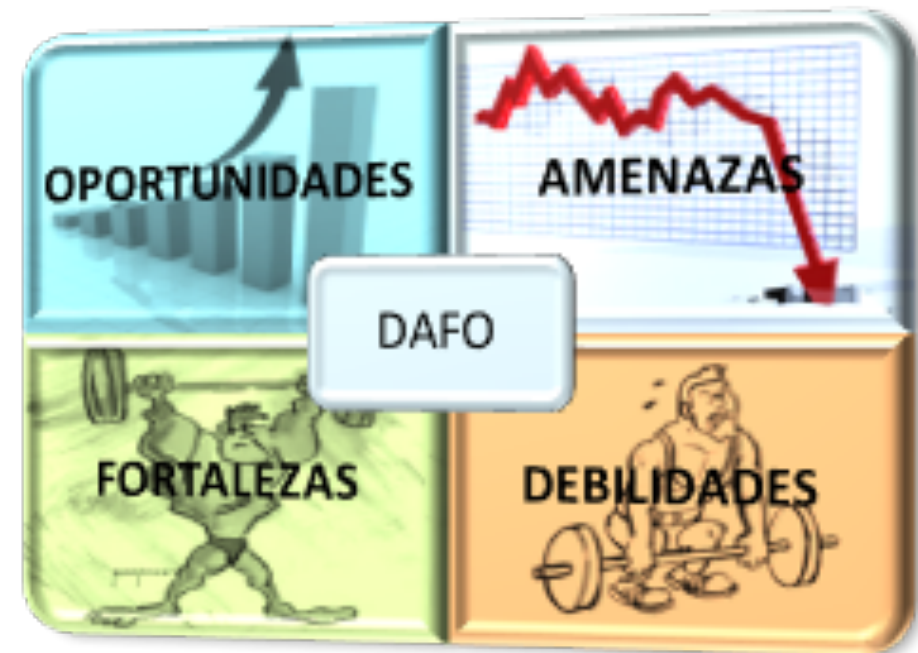 OPORTUNIDADES
AMENAZAS
DAFO
FORTALEZAS
DEBILIDADES